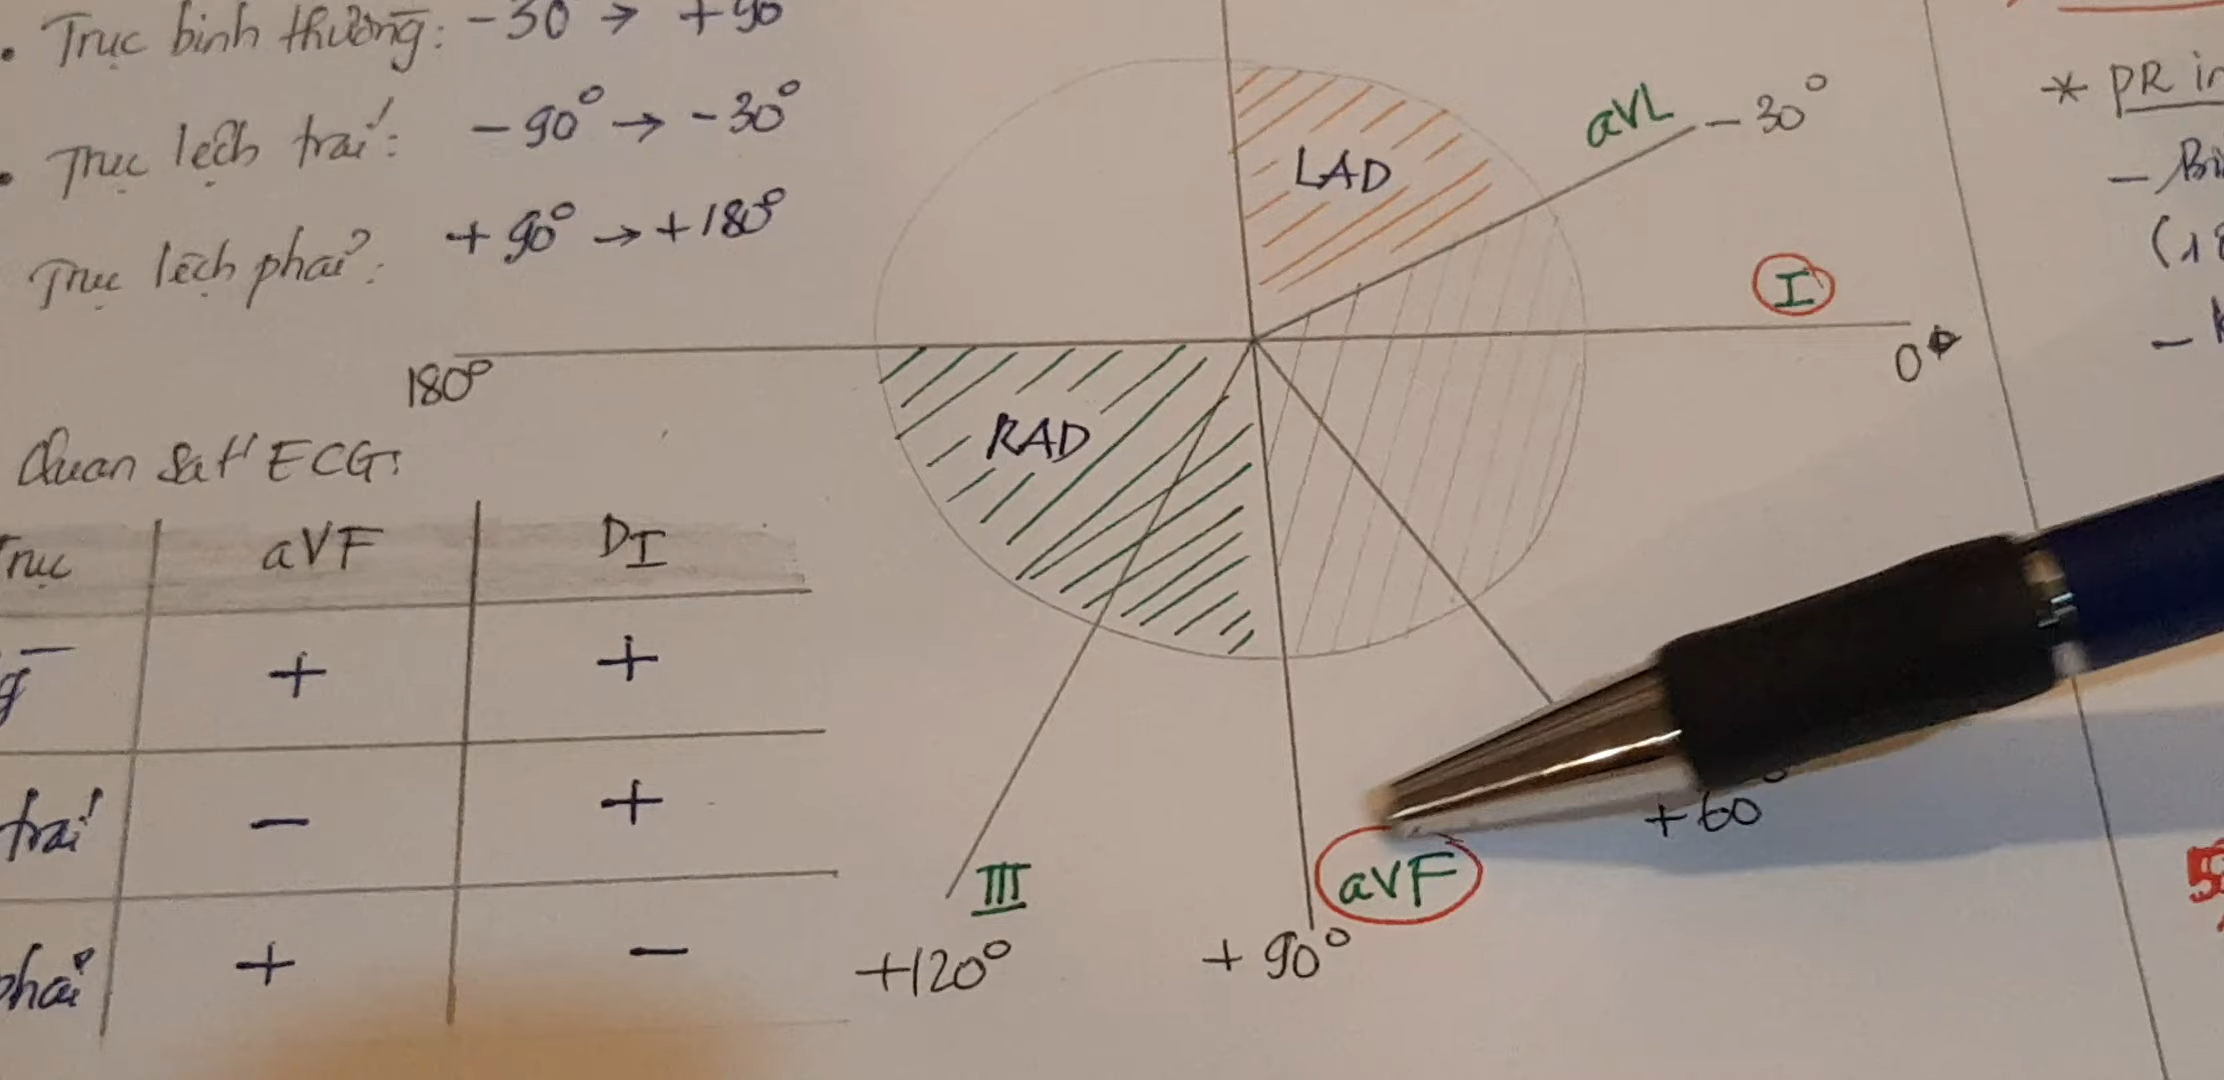 • Trục bình thường: -30 → +90
• Trục lệch trái: -90° → -30°
Trục lệch phải: +90° → +180°
LAD
aVL -30°
I
0°
180°
RAD
Quan sát ECG:
Trục aVF DI
+ +
trái - +
phải + -
III
+120°
aVF
+90°
+60°
* PR
-
(18
-